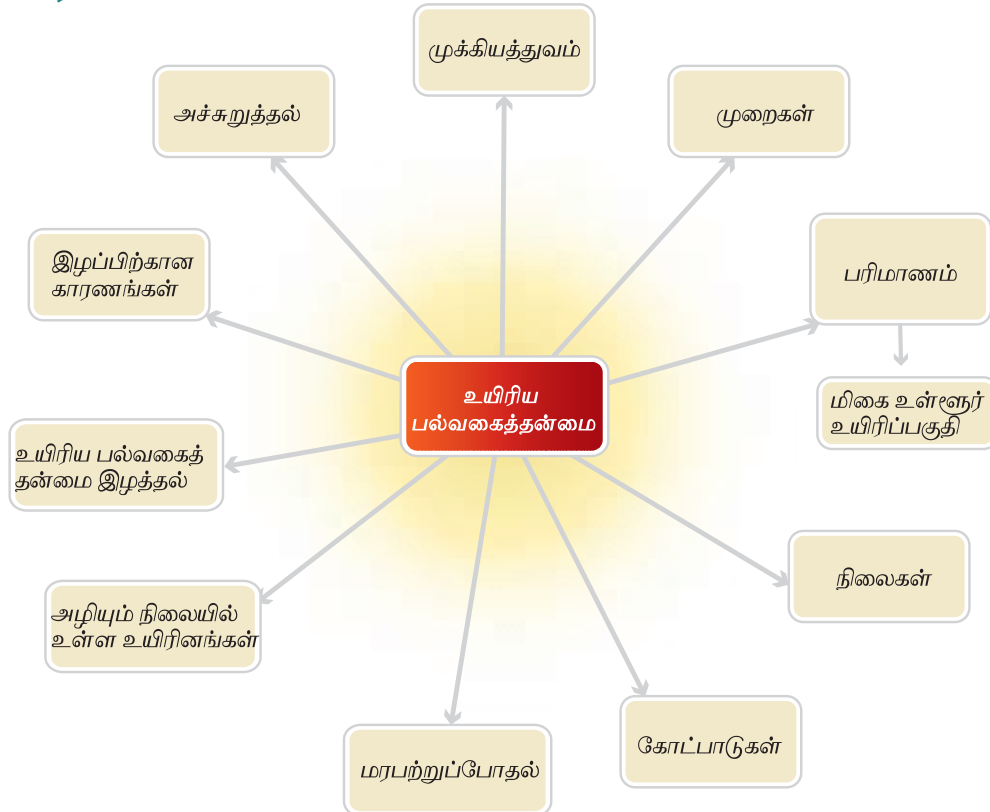 முக்கியத்துவம்
அச்சுறுத்தல்
முறைகள்
இழப்பிற்கான
காரணங்கள்
பரிமாணம்
உயிரிய
பல்வகைத்தன்மை
மிகை உள்ளூர்
உயிரிப்பகுதி
உயிரிய பல்வகைத்
தன்மை இழத்தல்
நிலைகள்
அழியும் நிலையில்
உள்ள உயிரினங்கள்
கோட்பாடுகள்
மரபற்றுப்போதல்